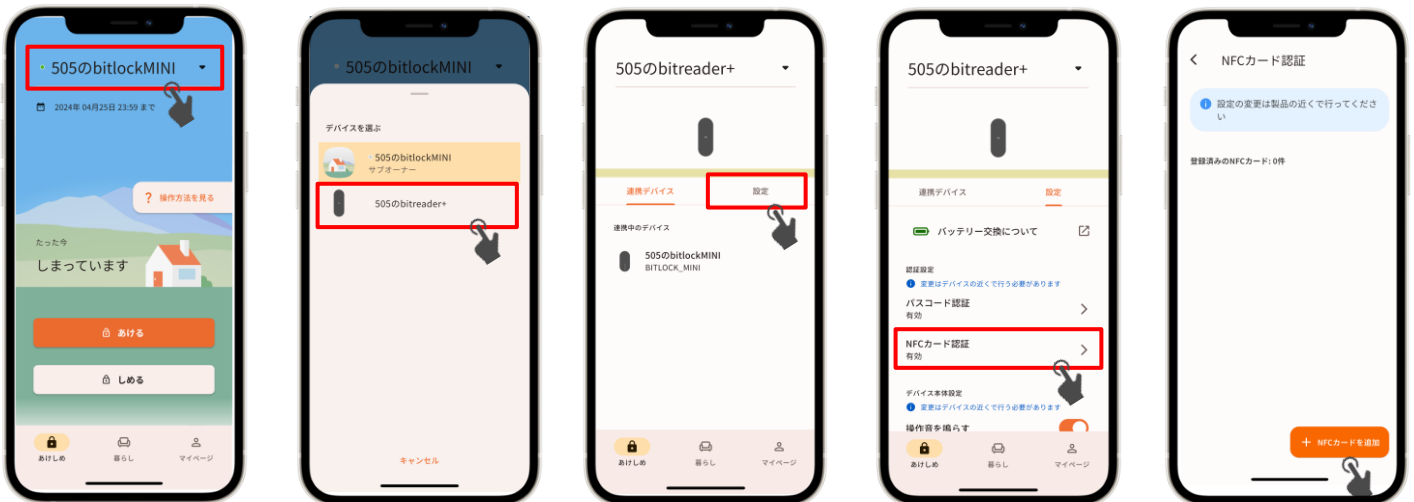 505のbitlockMINI
2024年 04月25日 23:59 まで
? 操作方法を見る
たった今
しまっています
あける
しめる
あけしめ
暮らし
マイページ
505のbitlockMINI
デバイスを選ぶ
505のbitlockMINI
サブオーナー
505のbitreader+
キャンセル
505のbitreader+
連携デバイス
設定
連携中のデバイス
505のbitlockMINI
BITLOCK_MINI
あけしめ
暮らし
マイページ
505のbitreader+
連携デバイス
設定
バッテリー交換について
認証設定
変更はデバイスの近くで行う必要があります
パスコード認証
有効
NFCカード認証
有効
デバイス本体設定
変更はデバイスの近くで行う必要があります
操作音を鳴らす
あけしめ
暮らし
マイページ
NFCカード認証
設定の変更は製品の近くで行ってくださ
い
登録済みのNFCカード: 0件
+ NFCカードを追加